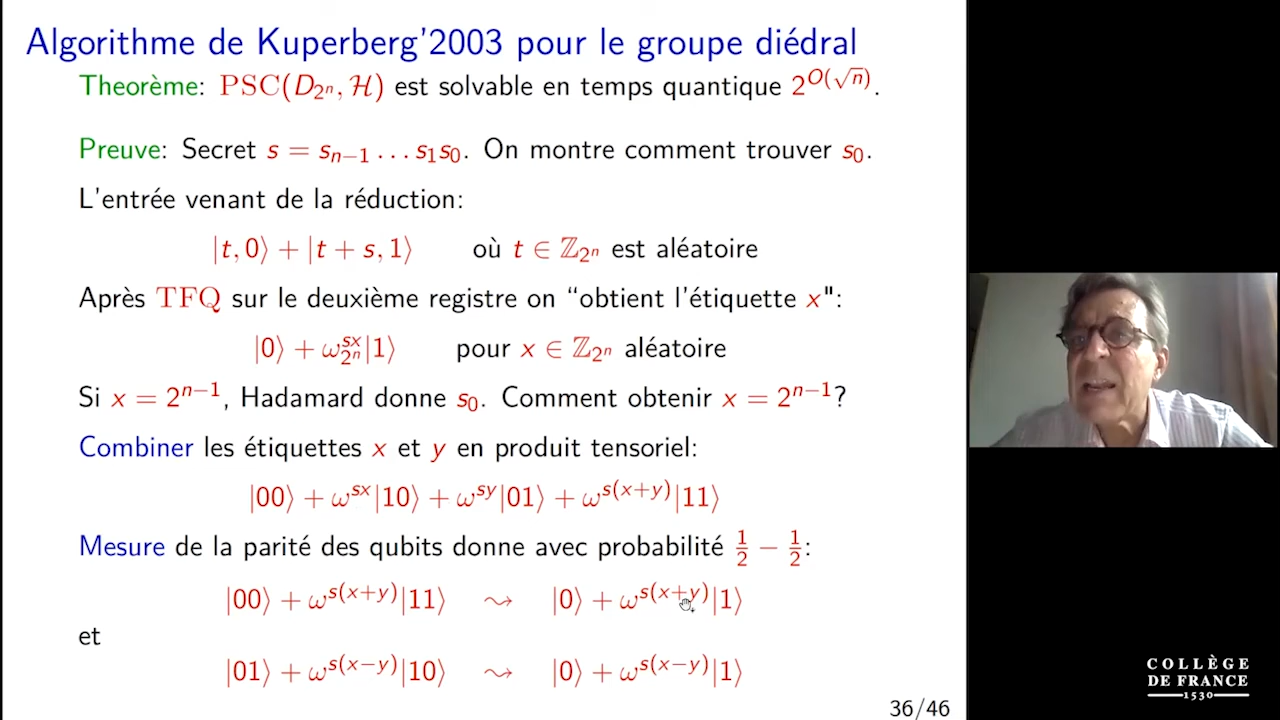 Algorithme de Kuperberg'2003 pour le groupe diédral
Theorème: PSC(D_{2^n}, ℋ) est solvable en temps quantique 2^{O(√n)}.
Preuve: Secret s = s_{n−1} … s_1s_0. On montre comment trouver s_0.
L'entrée venant de la réduction:
|t, 0⟩ + |t + s, 1⟩ où t ∈ ℤ_{2^n} est aléatoire
Après TFQ sur le deuxième registre on “obtient l'étiquette x":
|0⟩ + ω_{2^n}^{sx}|1⟩ pour x ∈ ℤ_{2^n} aléatoire
Si x = 2^{n−1}, Hadamard donne s_0. Comment obtenir x = 2^{n−1}?
Combiner les étiquettes x et y en produit tensoriel:
|00⟩ + ω^{sx}|10⟩ + ω^{sy}|01⟩ + ω^{s(x+y)}|11⟩
Mesure de la parité des qubits donne avec probabilité 1/2 − 1/2:
|00⟩ + ω^{s(x+y)}|11⟩ ⇝ |0⟩ + ω^{s(x+y)}|1⟩
et
|01⟩ + ω^{s(x−y)}|10⟩ ⇝ |0⟩ + ω^{s(x−y)}|1⟩
36/46
COLLÈGE
DE FRANCE
1530